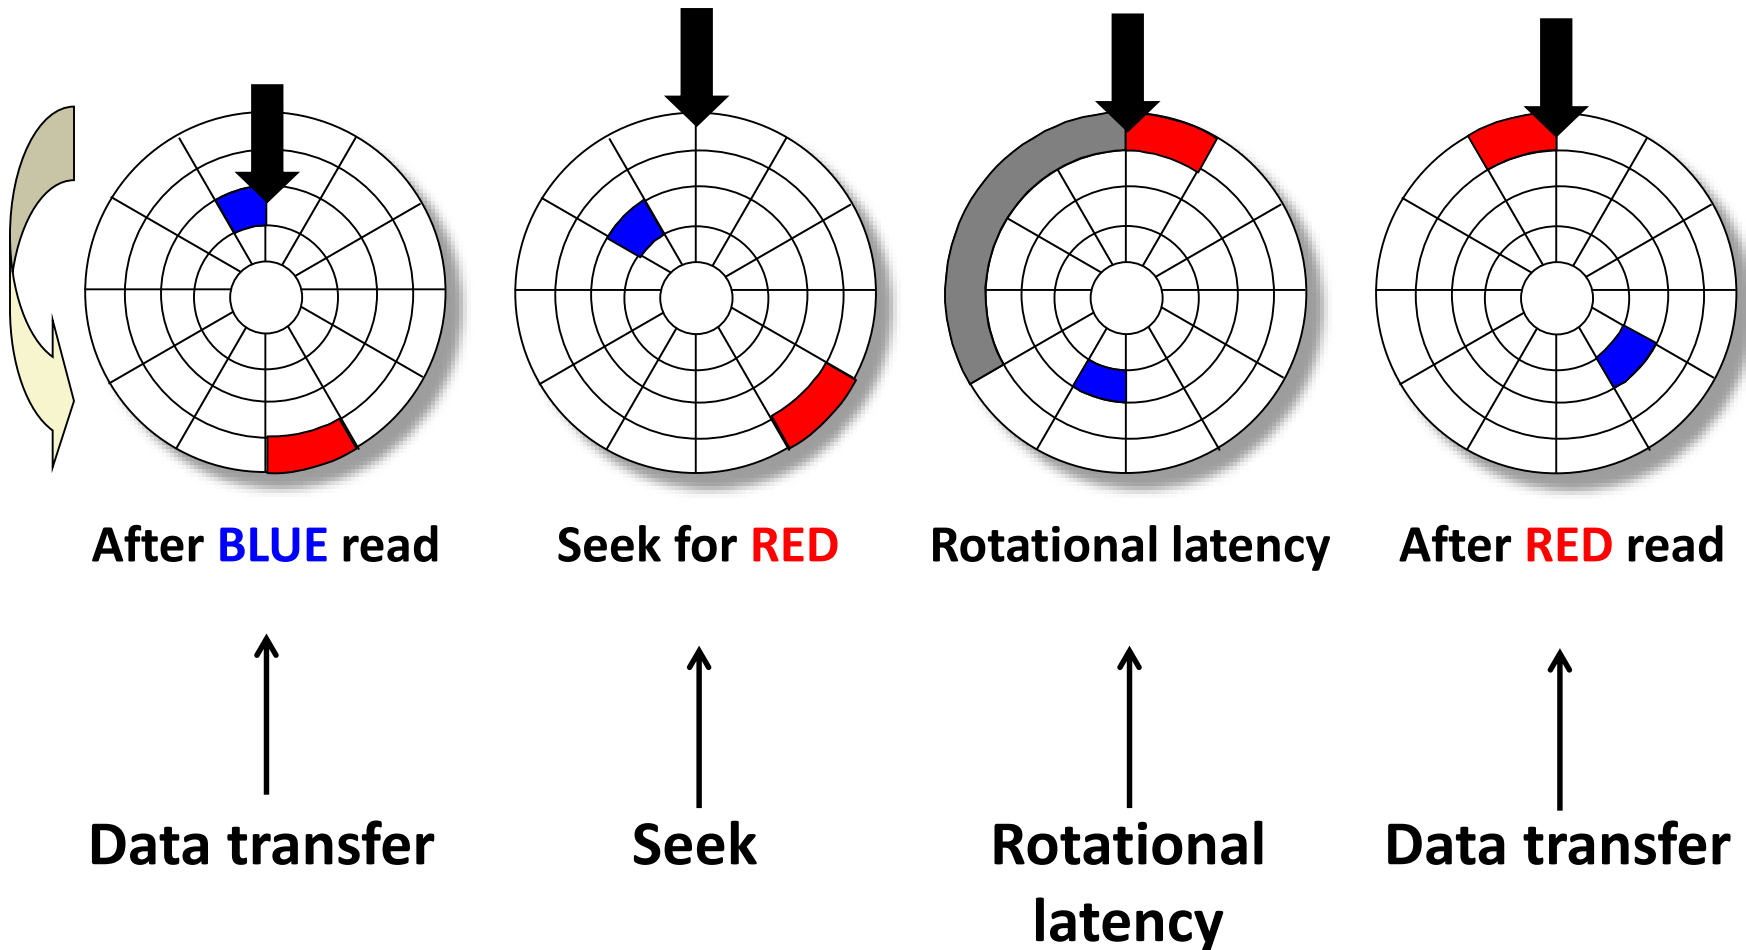 After BLUE read
Seek for RED
Rotational latency
After RED read
Data transfer
Seek
Rotational
latency
Data transfer